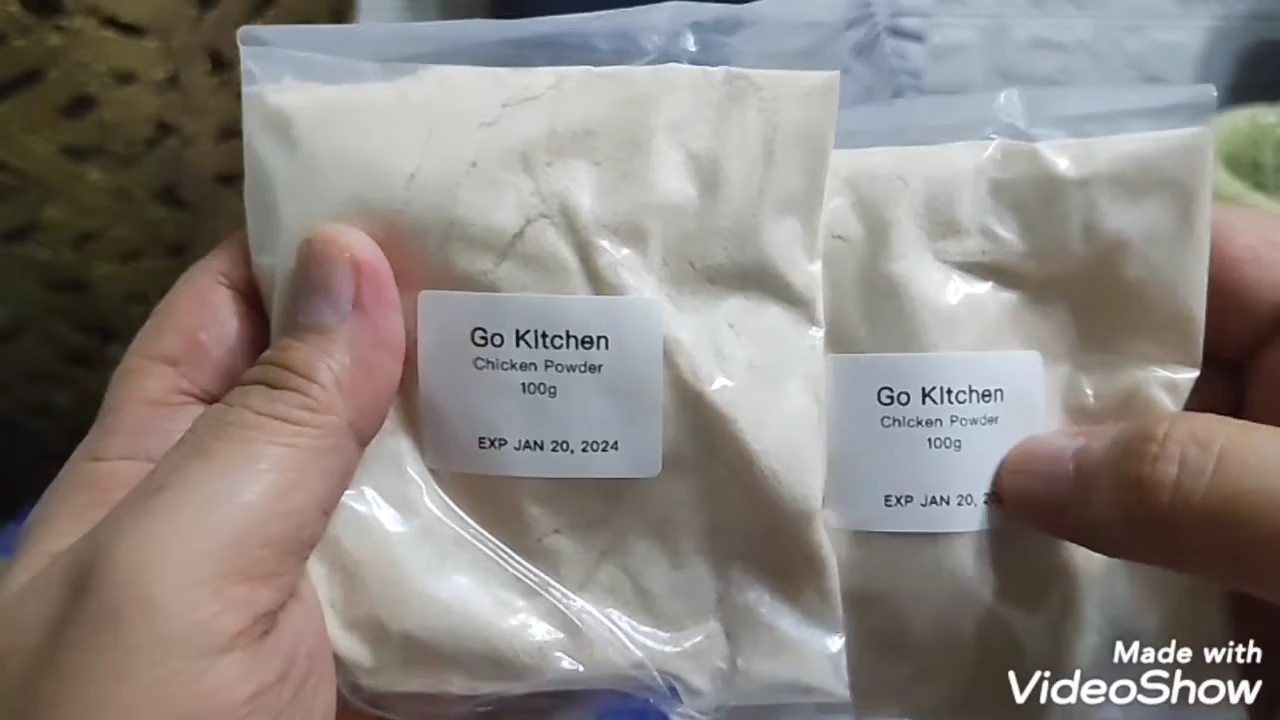 Go Kitchen
Chicken Powder
100g
EXP JAN 20, 2024
Go Kitchen
Chicken Powder
100g
EXP JAN 20,
Made with
VideoShow